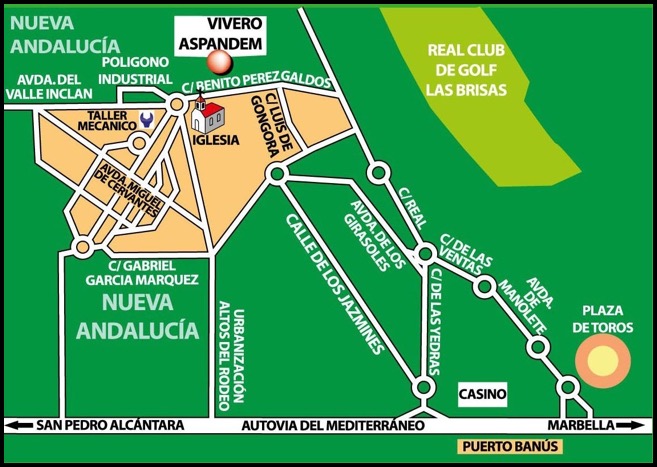 NUEVA
ANDALUCÍA
VIVERO
ASPANDEM
REAL CLUB
DE GOLF
LAS BRISAS
POLIGONO
INDUSTRIAL
AVDA. DEL
VALLE INCLAN
C/ BENITO PEREZ GALDOS
TALLER
MECANICO
IGLESIA
C/ LUIS DE
GONGORA
AVDA. MIGUEL
DE CERVANTES
C/ REAL
AVDA. DE LOS
GIRASOLES
C/ DE LAS
VENTAS
CALLE DE LOS JAZMINES
C/ GABRIEL
GARCIA MARQUEZ
NUEVA
ANDALUCÍA
URBANIZACIÓN
ALTOS DEL RODEO
C/ DE LAS YEDRAS
AVDA.
DE
MANOLETE
PLAZA
DE TOROS
CASINO
SAN PEDRO ALCÁNTARA
AUTOVIA DEL MEDITERRÁNEO
MARBELLA
PUERTO BANÚS